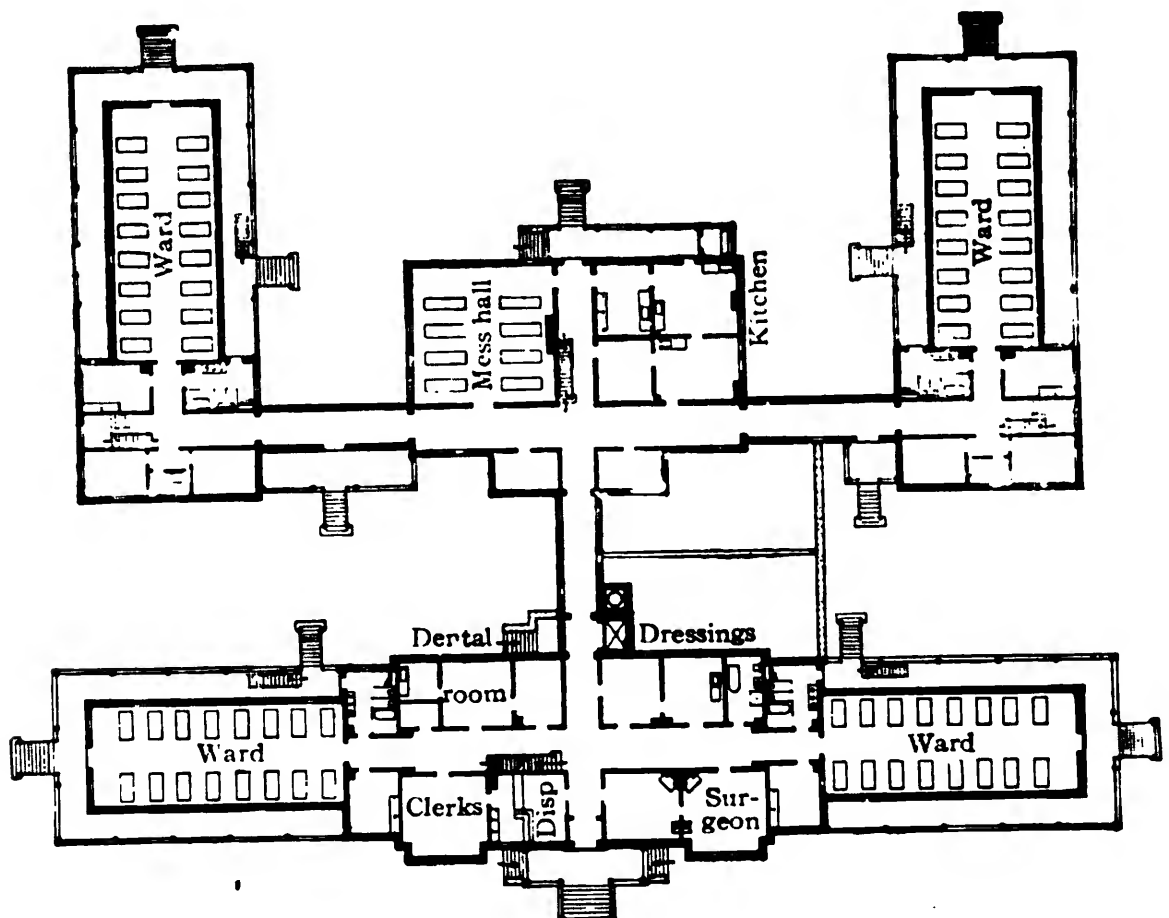 Ward
Ward
Mess hall
Kitchen
Dental
room
Dressings
Ward
Ward
Clerks
Disp
Sur-
geon